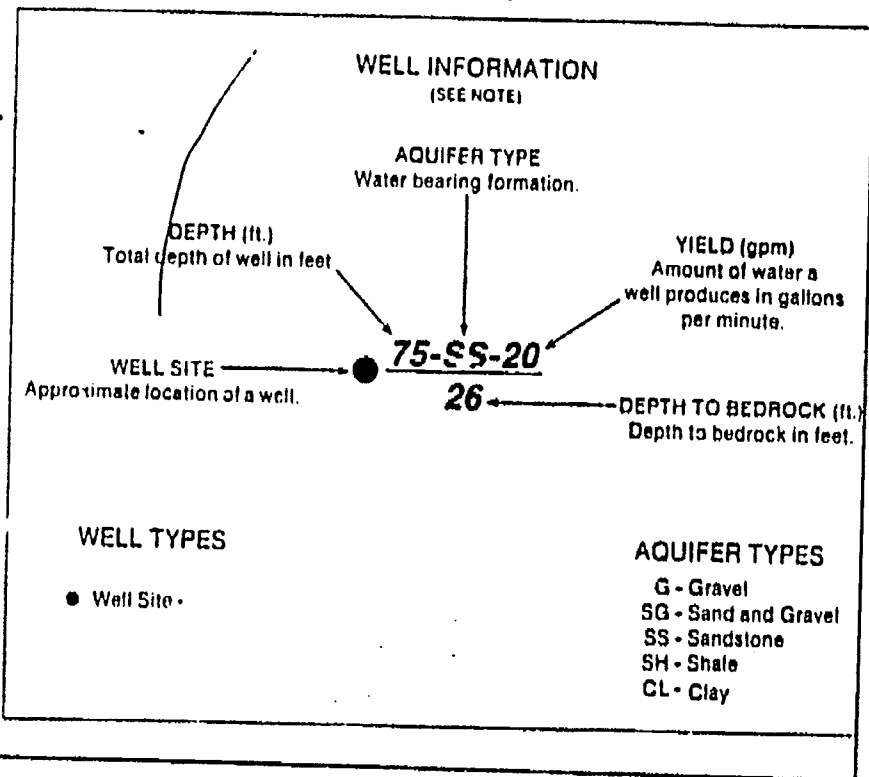 WELL INFORMATION
(SEE NOTE)
AQUIFER TYPE
Water bearing formation.
DEPTH (ft.)
Total depth of well in feet
YIELD (gpm)
Amount of water a
well produces in gallons
per minute.
75-SS-20
26
WELL SITE
Approximate location of a well.
DEPTH TO BEDROCK (ft.)
Depth to bedrock in feet.
WELL TYPES
Well Site
AQUIFER TYPES
G - Gravel
SG - Sand and Gravel
SS - Sandstone
SH - Shale
CL - Clay